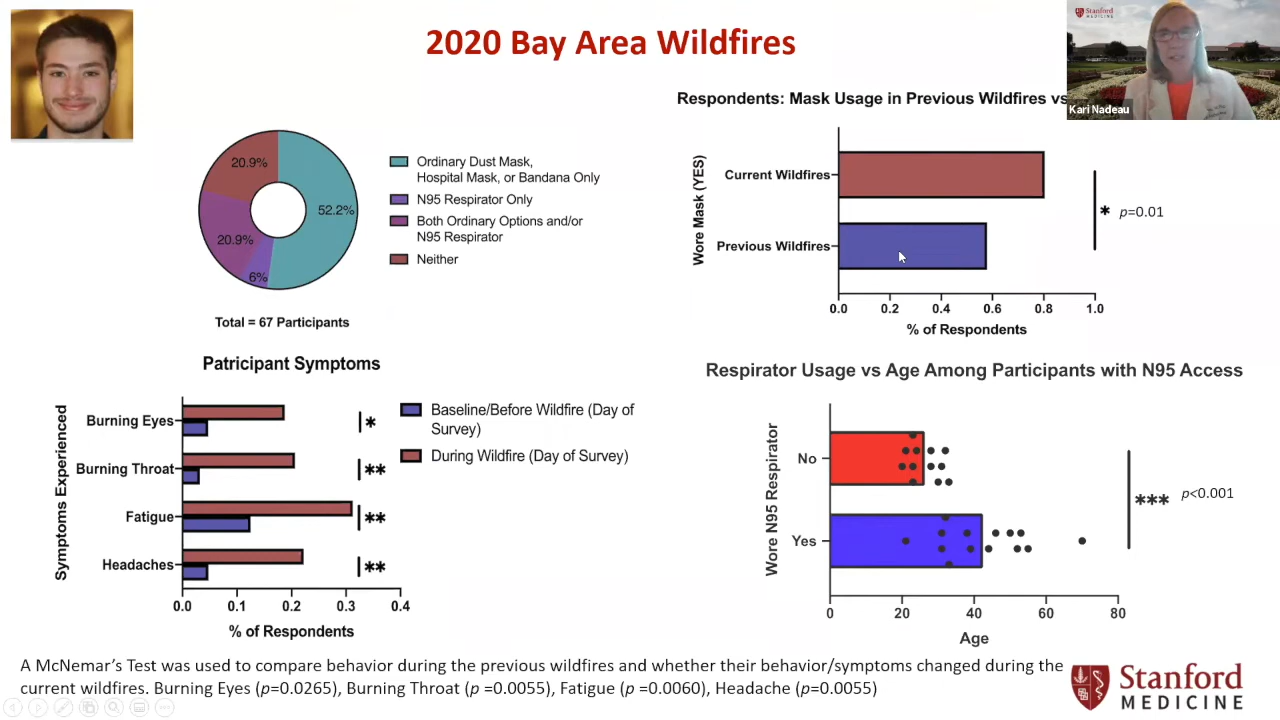 2020 Bay Area Wildfires
Stanford
MEDICINE
Kari Nadeau
20.9%
52.2%
20.9%
6%
Ordinary Dust Mask,
Hospital Mask, or Bandana Only
N95 Respirator Only
Both Ordinary Options and/or
N95 Respirator
Neither
Total = 67 Participants
Respondents: Mask Usage in Previous Wildfires vs
Wore Mask (YES)
Current Wildfires
Previous Wildfires
* p=0.01
0.0 0.2 0.4 0.6 0.8 1.0
% of Respondents
Patricipant Symptoms
Symptoms Experienced
Burning Eyes
*
Burning Throat
**
Fatigue
**
Headaches
**
0.0 0.1 0.2 0.3 0.4
% of Respondents
Baseline/Before Wildfire (Day of
Survey)
During Wildfire (Day of Survey)
Respirator Usage vs Age Among Participants with N95 Access
Wore N95 Respirator
No
Yes
*** p<0.001
0 20 40 60 80
Age
A McNemar's Test was used to compare behavior during the previous wildfires and whether their behavior/symptoms changed during the
current wildfires. Burning Eyes (p=0.0265), Burning Throat (p =0.0055), Fatigue (p =0.0060), Headache (p=0.0055)
Stanford
MEDICINE